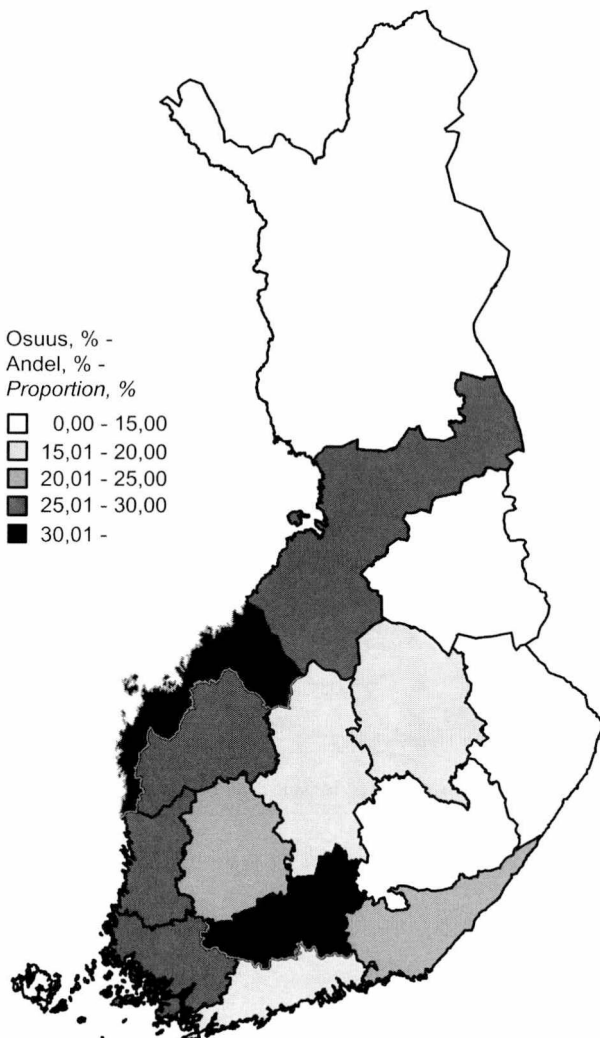 Osuus, % -
Andel, % -
Proportion, %
0,00 - 15,00
15,01 - 20,00
20,01 - 25,00
25,01 - 30,00
30,01 -